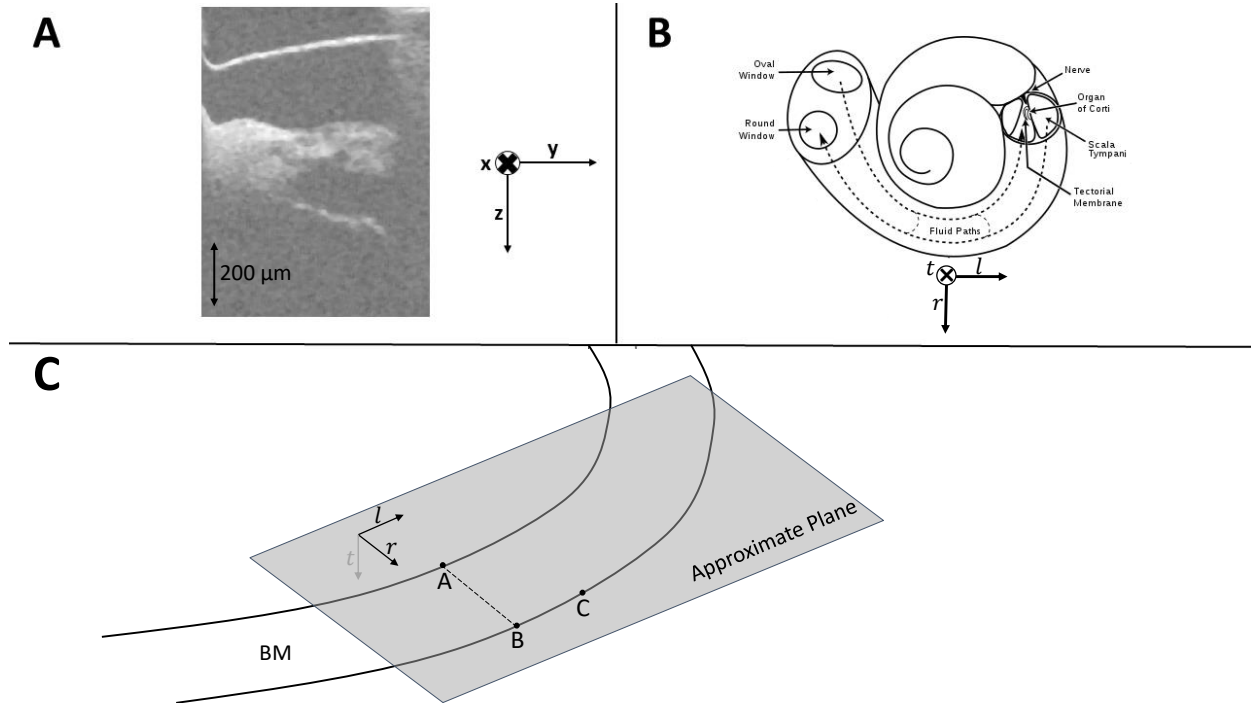 A
x
y
z
200 µm
B
Oval
Window
Round
Window
Nerve
Organ
of Corti
Scala
Tympani
Tectorial
Membrane
Fluid Paths
t
l
r
C
l
r
t
A
B
C
BM
Approximate Plane